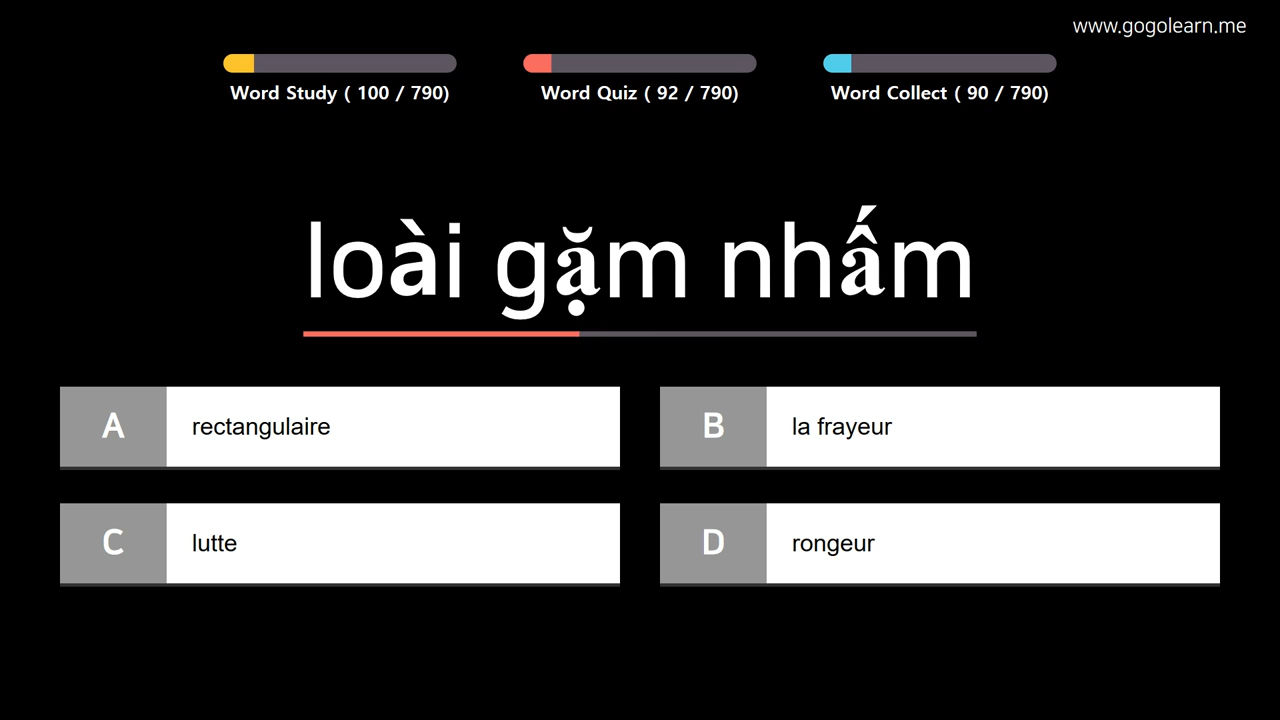 www.gogolearn.me
Word Study ( 100 / 790)
Word Quiz ( 92 / 790)
Word Collect ( 90 / 790)
loài gặm nhấm
A rectangulaire
B la frayeur
C lutte
D rongeur